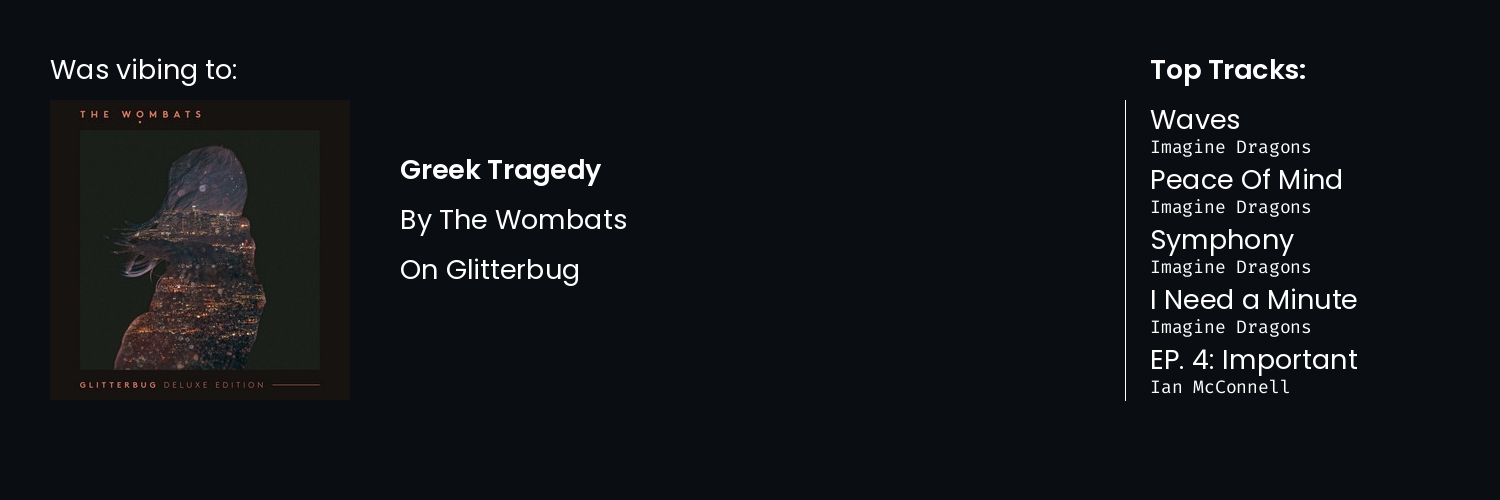 Was vibing to:
THE WOMBATS
GLITTERBUG DELUXE EDITION
Greek Tragedy
By The Wombats
On Glitterbug
Top Tracks:
Waves
Imagine Dragons
Peace Of Mind
Imagine Dragons
Symphony
Imagine Dragons
I Need a Minute
Imagine Dragons
EP. 4: Important
Ian McConnell